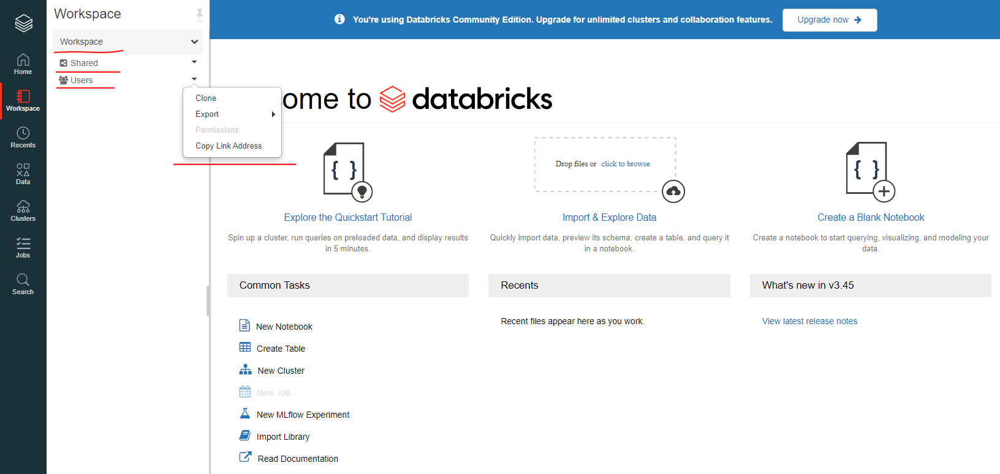 Workspace
You're using Databricks Community Edition. Upgrade for unlimited clusters and collaboration features.
Upgrade now
Workspace
Shared
Users
Home
Workspace
Recents
Data
Clusters
Jobs
Search
Clone
Export
Permissions
Copy Link Address
ome to databricks
Drop files or click to browse
Explore the Quickstart Tutorial
Spin up a cluster, run queries on preloaded data, and display results
in 5 minutes.
Import & Explore Data
Quickly import data, preview its schema, create a table, and query it
in a notebook.
Create a Blank Notebook
Create a notebook to start querying, visualizing, and modeling your
data.
Common Tasks
New Notebook
Create Table
New Cluster
New Job
New MLflow Experiment
Import Library
Read Documentation
Recents
Recent files appear here as you work.
What's new in v3.45
View latest release notes